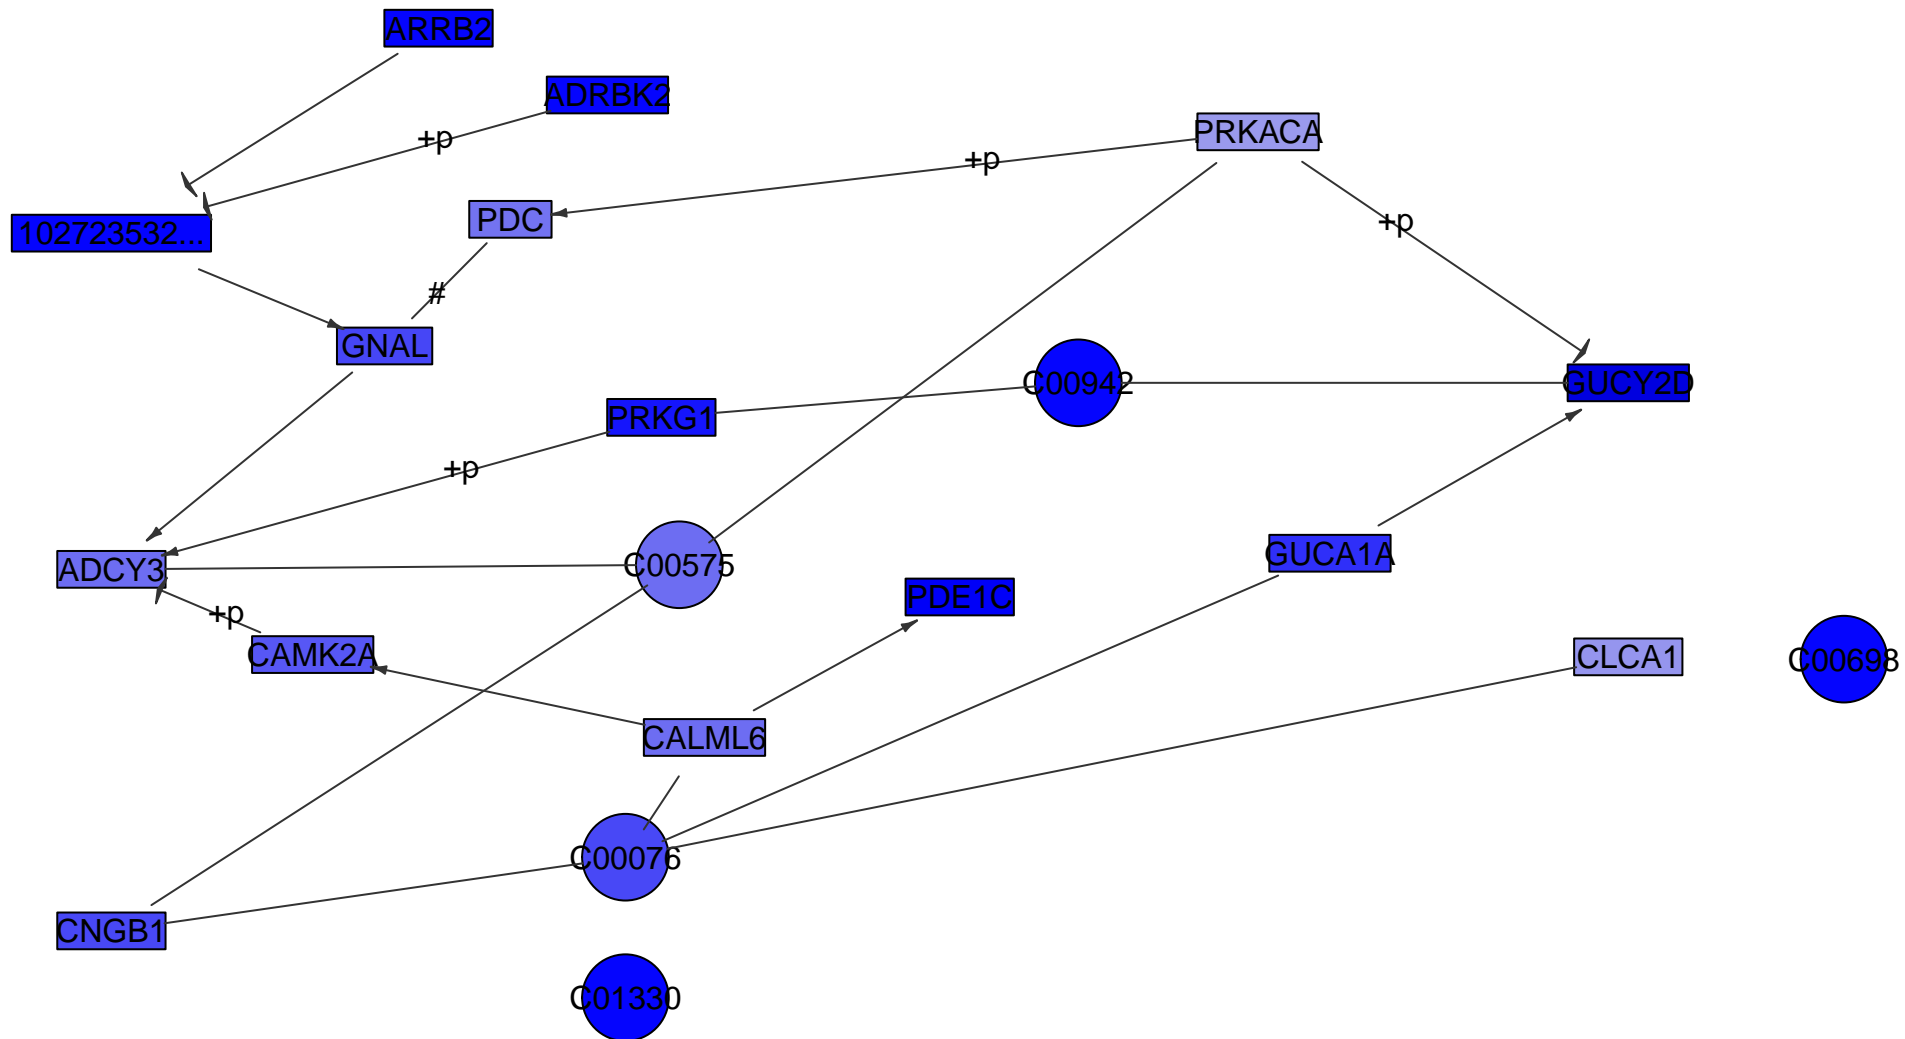 ARRB2
ADRBK2
+p
PRKACA
+p
PDC
+p
102723532...
#
GNAL
C00942
GUCY2D
PRKG1
+p
ADCY3
C00575
GUCA1A
PDE1C
+p
CAMK2A
CLCA1
C00698
CALML6
C00076
CNGB1
C01330